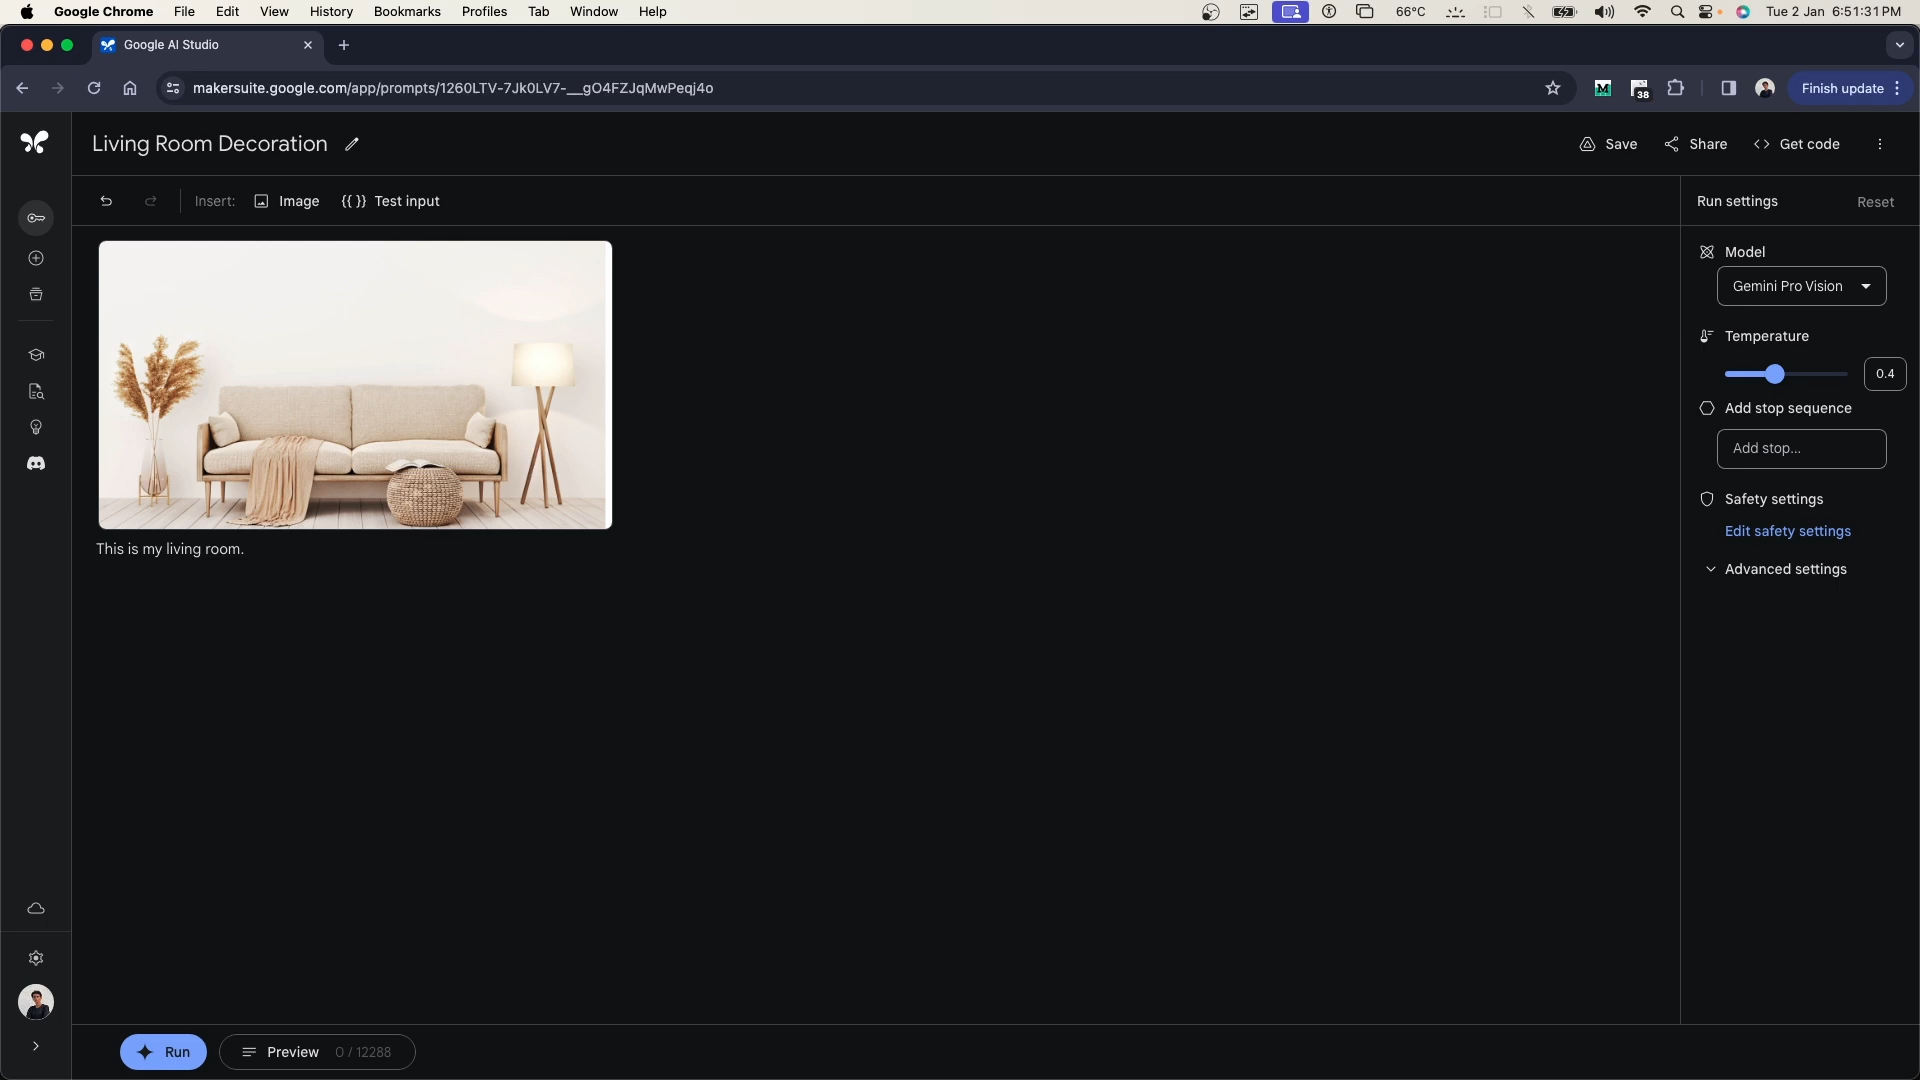 Google Chrome File Edit View History Bookmarks Profiles Tab Window Help 66°C Tue 2 Jan 6:51:31 PM
Google AI Studio
makersuite.google.com/app/prompts/1260LTV-7Jk0LV7-__gO4FZJqMwPeqj4o 38 Finish update
Living Room Decoration Save Share Get code
Insert: Image {{ }} Test input Run settings Reset
Model
Gemini Pro Vision
Temperature
0.4
Add stop sequence
Add stop...
Safety settings
Edit safety settings
Advanced settings
This is my living room.
Run Preview 0 / 12288